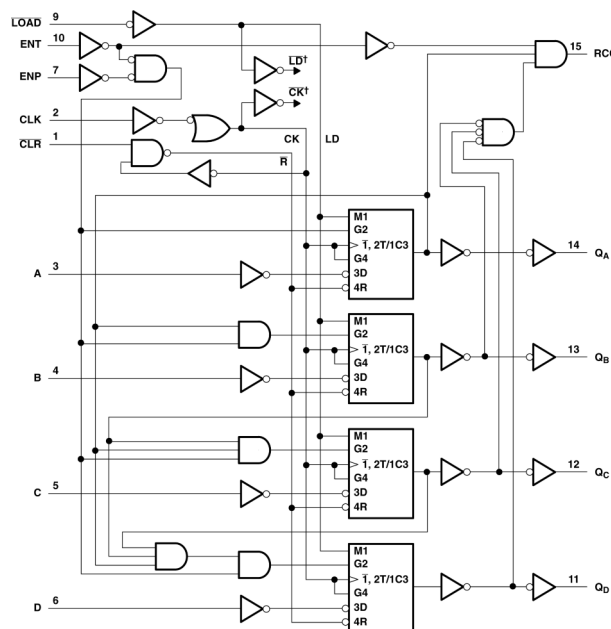 LOAD 9
ENT 10
15 RCO
ENP 7
LD†
CK†
CLK 2
CLR 1
CK LD
R
M1
G2
1, 2T/1C3
G4
3D
4R
A 3
14 QA
M1
G2
1, 2T/1C3
G4
3D
4R
B 4
13 QB
M1
G2
1, 2T/1C3
G4
3D
4R
C 5
12 QC
M1
G2
1, 2T/1C3
G4
3D
4R
D 6
11 QD